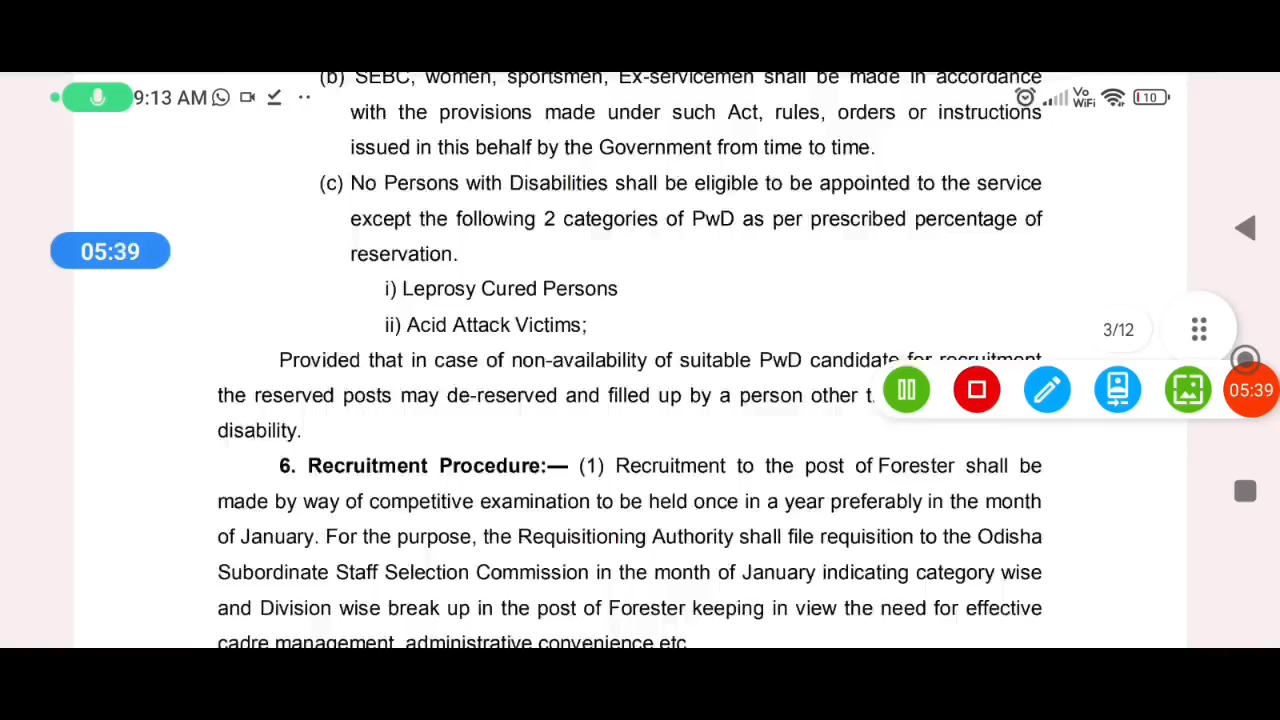 (b) SEBC, women, sportsmen, Ex-servicemen shall be made in accordance
9:13 AM
Vo WiFi
10
with the provisions made under such Act, rules, orders or instructions
issued in this behalf by the Government from time to time.
(c) No Persons with Disabilities shall be eligible to be appointed to the service
except the following 2 categories of PwD as per prescribed percentage of
05:39
reservation.
i) Leprosy Cured Persons
ii) Acid Attack Victims;
3/12
Provided that in case of non-availability of suitable PwD candidate for recruitment
the reserved posts may de-reserved and filled up by a person other
05:39
disability.
6. Recruitment Procedure:— (1) Recruitment to the post of Forester shall be
made by way of competitive examination to be held once in a year preferably in the month
of January. For the purpose, the Requisitioning Authority shall file requisition to the Odisha
Subordinate Staff Selection Commission in the month of January indicating category wise
and Division wise break up in the post of Forester keeping in view the need for effective
cadre management, administrative convenience etc